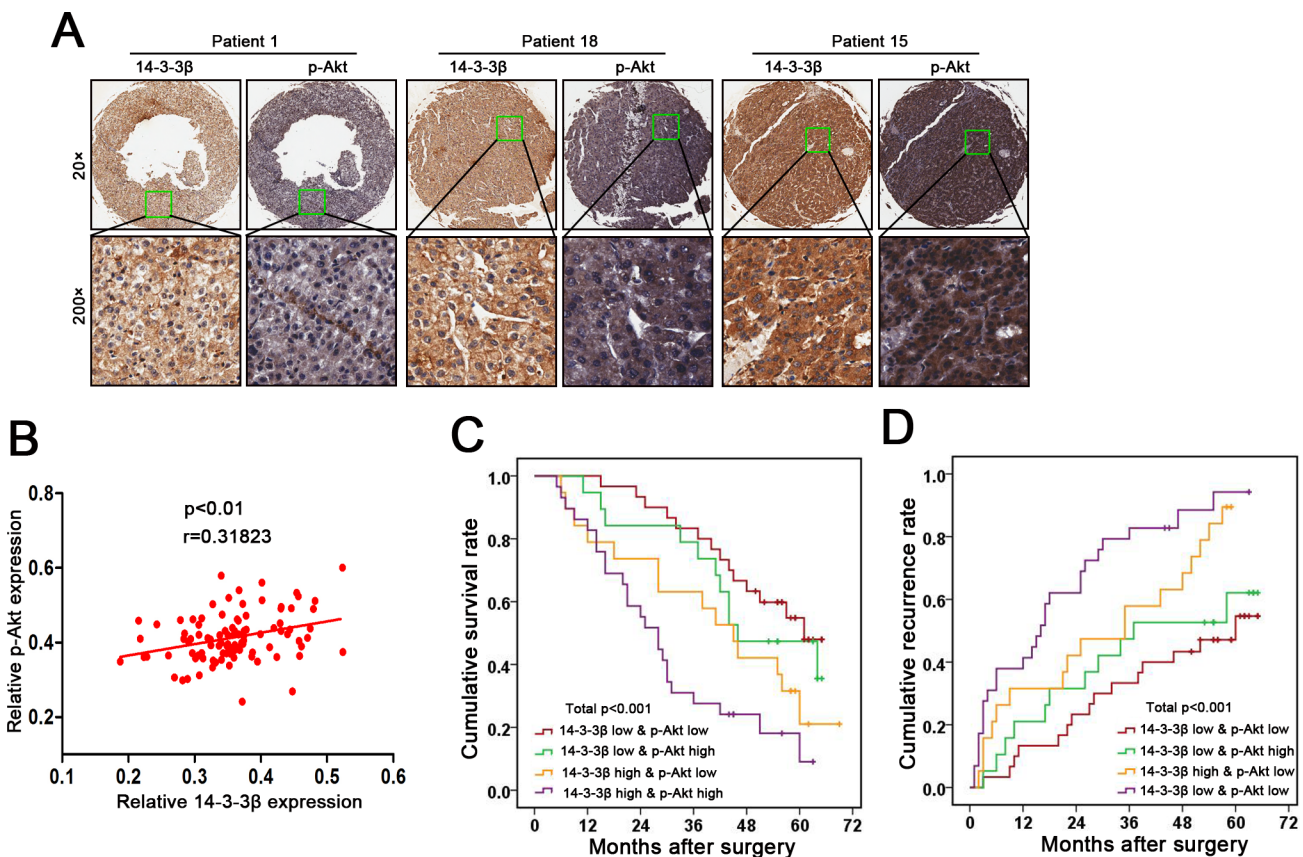 A
Patient 1
Patient 18
Patient 15
14-3-3β
p-Akt
14-3-3β
p-Akt
14-3-3β
p-Akt
20×
200×
B
0.8
0.6
0.4
0.2
p<0.01
r=0.31823
Relative p-Akt expression
0.1
0.2
0.3
0.4
0.5
0.6
Relative 14-3-3β expression
C
1.0
0.8
0.6
0.4
0.2
0.0
Cumulative survival rate
Total p<0.001
14-3-3β low & p-Akt low
14-3-3β low & p-Akt high
14-3-3β high & p-Akt low
14-3-3β high & p-Akt high
0
12
24
36
48
60
72
Months after surgery
D
1.0
0.8
0.6
0.4
0.2
0.0
Cumulative recurrence rate
Total p<0.001
14-3-3β low & p-Akt low
14-3-3β low & p-Akt high
14-3-3β high & p-Akt low
14-3-3β low & p-Akt low
0
12
24
36
48
60
72
Months after surgery